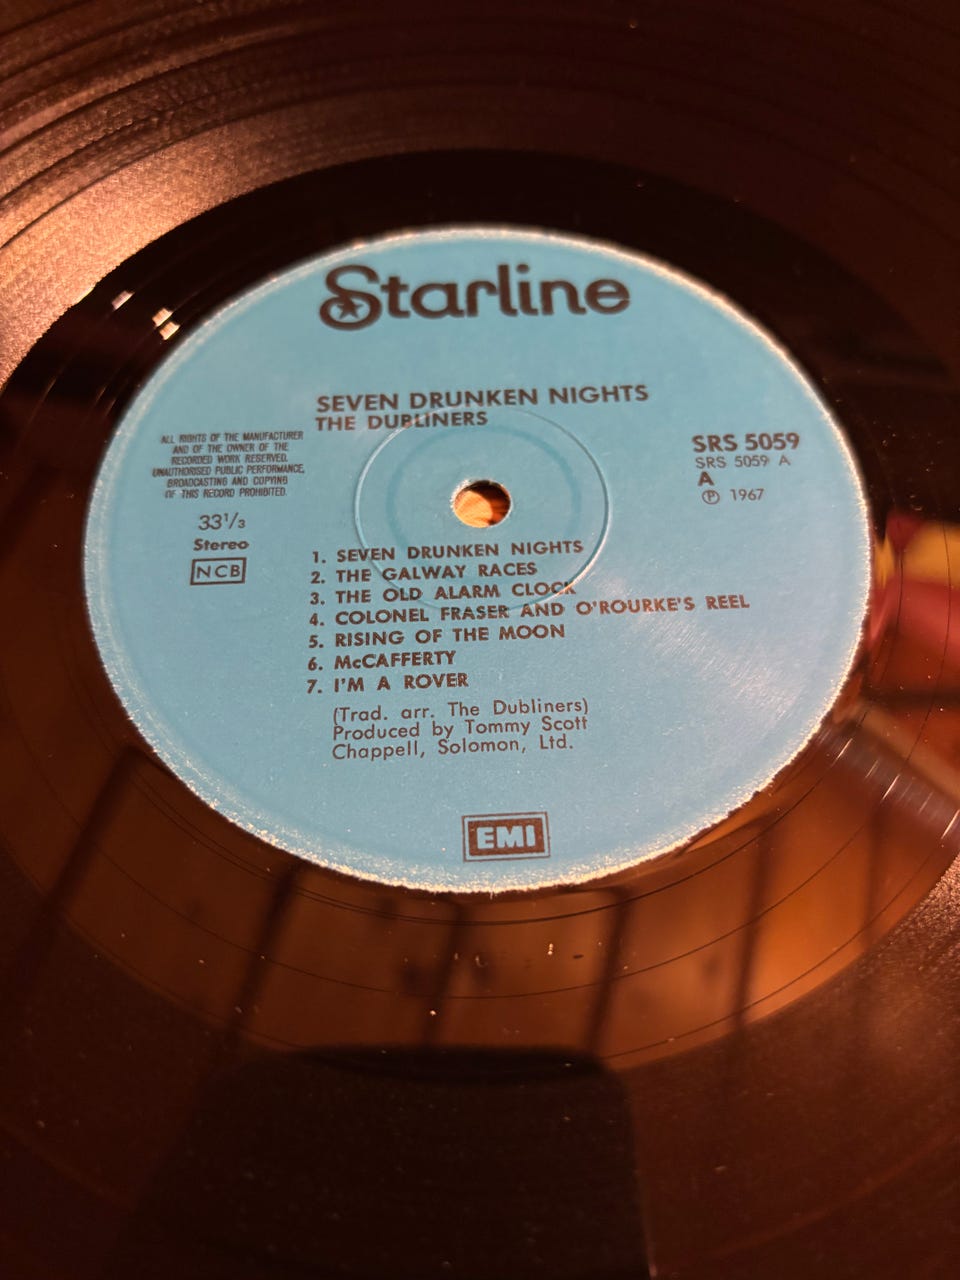 Starline
SEVEN DRUNKEN NIGHTS
THE DUBLINERS
ALL RIGHTS OF THE MANUFACTURER
AND OF THE OWNER OF THE
RECORDED WORK RESERVED.
UNAUTHORISED PUBLIC PERFORMANCE,
BROADCASTING AND COPYING
OF THIS RECORD PROHIBITED.
33 1/3
Stereo
NCB
SRS 5059
SRS 5059 A
A
Ⓟ 1967
1. SEVEN DRUNKEN NIGHTS
2. THE GALWAY RACES
3. THE OLD ALARM CLOCK
4. COLONEL FRASER AND O'ROURKE'S REEL
5. RISING OF THE MOON
6. McCAFFERTY
7. I'M A ROVER
(Trad. arr. The Dubliners)
Produced by Tommy Scott
Chappell, Solomon, Ltd.
EMI